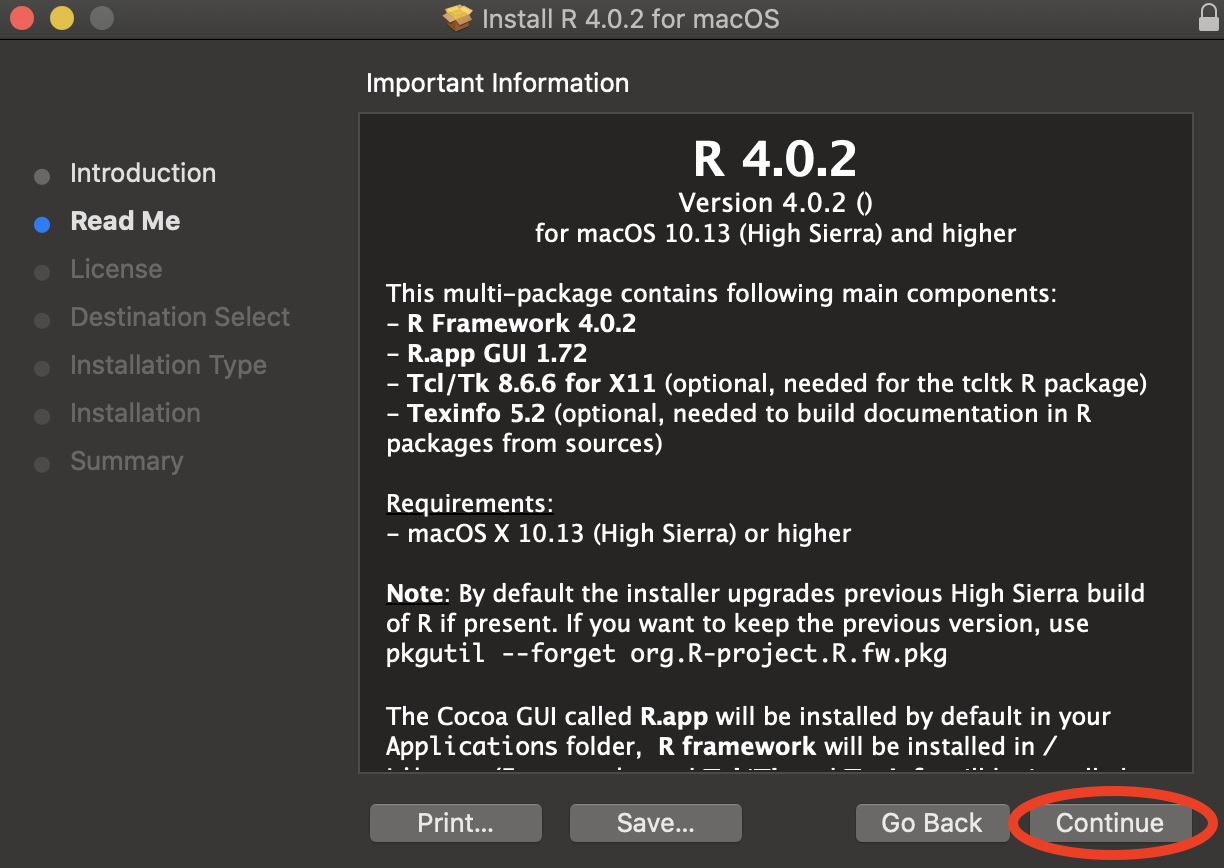 Install R 4.0.2 for macOS
Important Information
Introduction
Read Me
License
Destination Select
Installation Type
Installation
Summary
R 4.0.2
Version 4.0.2 ()
for macOS 10.13 (High Sierra) and higher
This multi-package contains following main components:
- R Framework 4.0.2
- R.app GUI 1.72
- Tcl/Tk 8.6.6 for X11 (optional, needed for the tcltk R package)
- Texinfo 5.2 (optional, needed to build documentation in R
packages from sources)
Requirements:
- macOS X 10.13 (High Sierra) or higher
Note: By default the installer upgrades previous High Sierra build
of R if present. If you want to keep the previous version, use
pkgutil --forget org.R-project.R.fw.pkg
The Cocoa GUI called R.app will be installed by default in your
Applications folder, R framework will be installed in /
Print...
Save...
Go Back
Continue